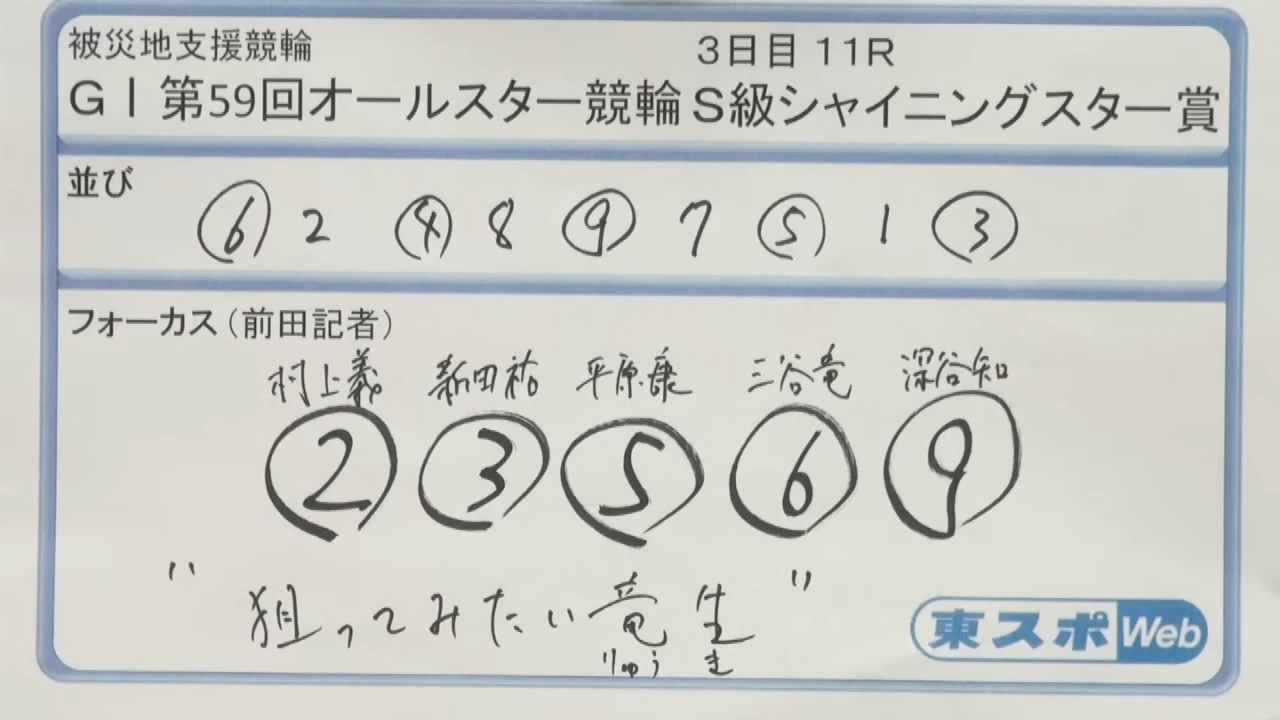 被災地支援競輪 3日目 11R
GⅠ第59回オールスター競輪 S級シャイニングスター賞
並び
⑥ 2 ④ 8 ⑨ 7 ⑤ 1 ③
フォーカス(前田記者)
村上義 新田祐 平原康 三谷竜 深谷知
② ③ ⑤ ⑥ ⑨
"狙ってみたい竜生"
りゅう き
東スポWeb